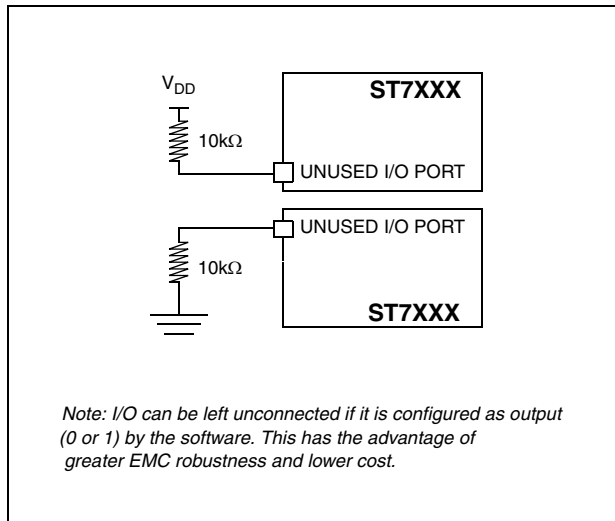 VDD
ST7XXX
10kΩ
UNUSED I/O PORT
UNUSED I/O PORT
10kΩ
ST7XXX
Note: I/O can be left unconnected if it is configured as output
(0 or 1) by the software. This has the advantage of
greater EMC robustness and lower cost.